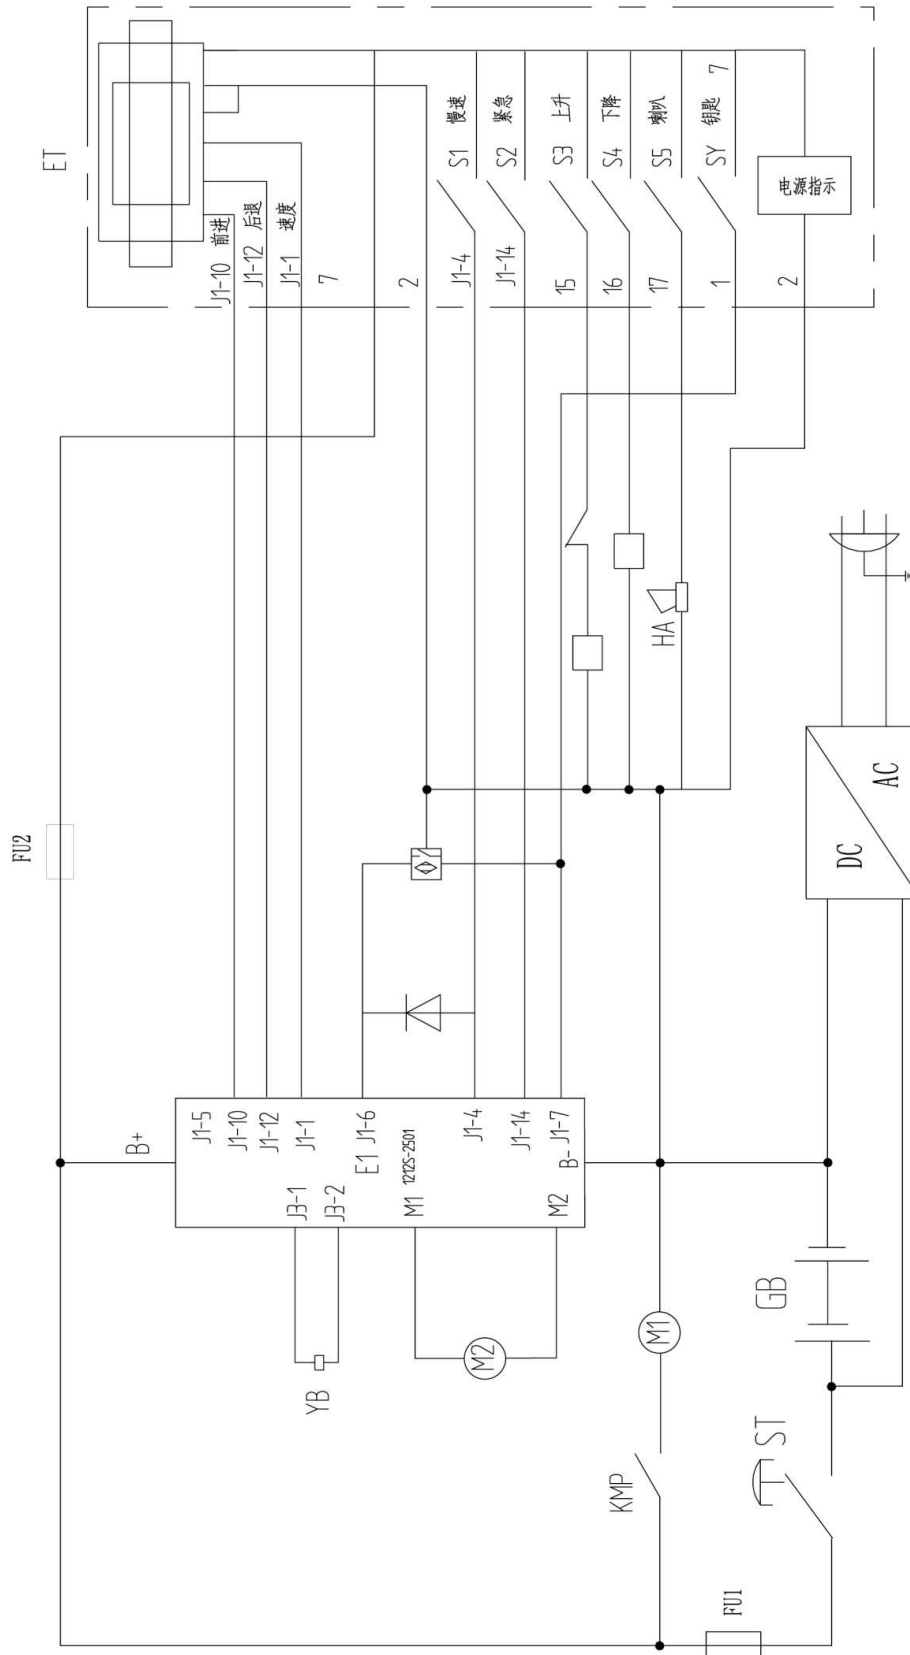 ET
J1-10 前进
J1-12 后退
J1-1 速度
7
2
J1-4 S1 慢速
J1-14 S2 紧急
15 S3 上升
16 S4 下降
17 S5 喇叭
1 SY 钥匙 7
2 电源指示
FU2
HA
DC
AC
B+
J1-5
J1-10
J1-12
J1-1
E1 J1-6
1212S-2501
J1-4
J1-14
B- J1-7
J3-1
J3-2
M1
M2
YB
M2
M1
GB
KMP
ST
FU1